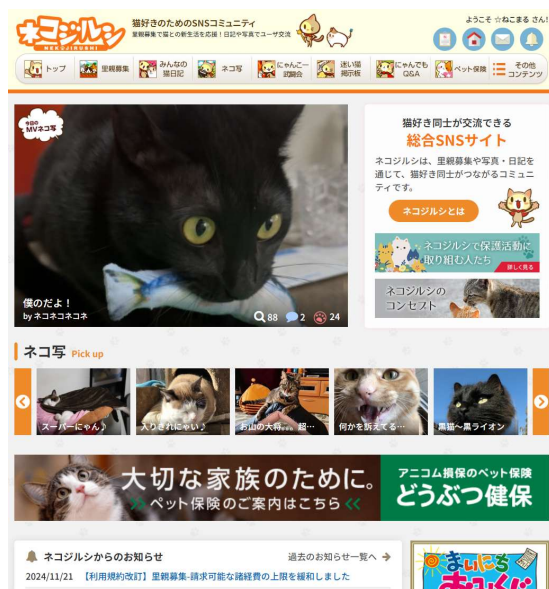 ネコジルシ
NEKOJIRUSHI
猫好きのためのSNSコミュニティ
里親募集で猫との新生活を応援！日記や写真でユーザ交流
ようこそ ☆ねこまる さん!
トップ
里親募集
みんなの
猫日記
ネコ写
にゃんこー
武闘会
迷い猫
掲示板
にゃんでも
Q&A
ペット保険
その他
コンテンツ
今日の
MVネコ写
僕のだよ！
by ネコネコネコネ
88 2 24
猫好き同士が交流できる
総合SNSサイト
ネコジルシは、里親募集や写真・日記を
通じて、猫好き同士がつながるコミュニ
ティです。
ネコジルシとは
ネコジルシで保護活動に
取り組む人たち
詳しく見る
ネコジルシの
コンセプト
ネコ写 Pick up
スーパーにゃん♪
入りきれにゃい♪
お山の大将。。超…
何かを訴えてる…
黒猫～黒ライオン
大切な家族のために。
ペット保険のご案内はこちら
アニコム損保のペット保険
どうぶつ健保
ネコジルシからのお知らせ
過去のお知らせ一覧へ
2024/11/21 【利用規約改訂】里親募集-請求可能な諸経費の上限を緩和しました
まいにち